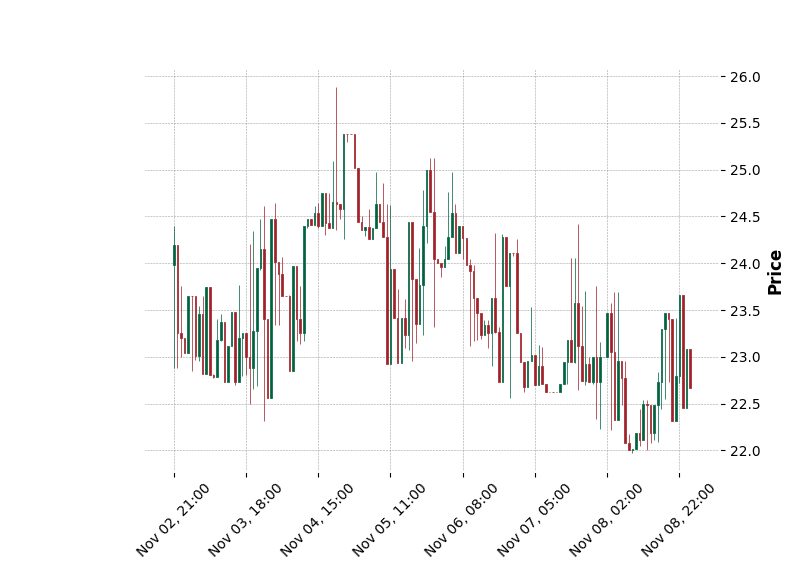 26.0
25.5
25.0
24.5
24.0
23.5
23.0
22.5
22.0
Price
Nov 02, 21:00
Nov 03, 18:00
Nov 04, 15:00
Nov 05, 11:00
Nov 06, 08:00
Nov 07, 05:00
Nov 08, 02:00
Nov 08, 22:00